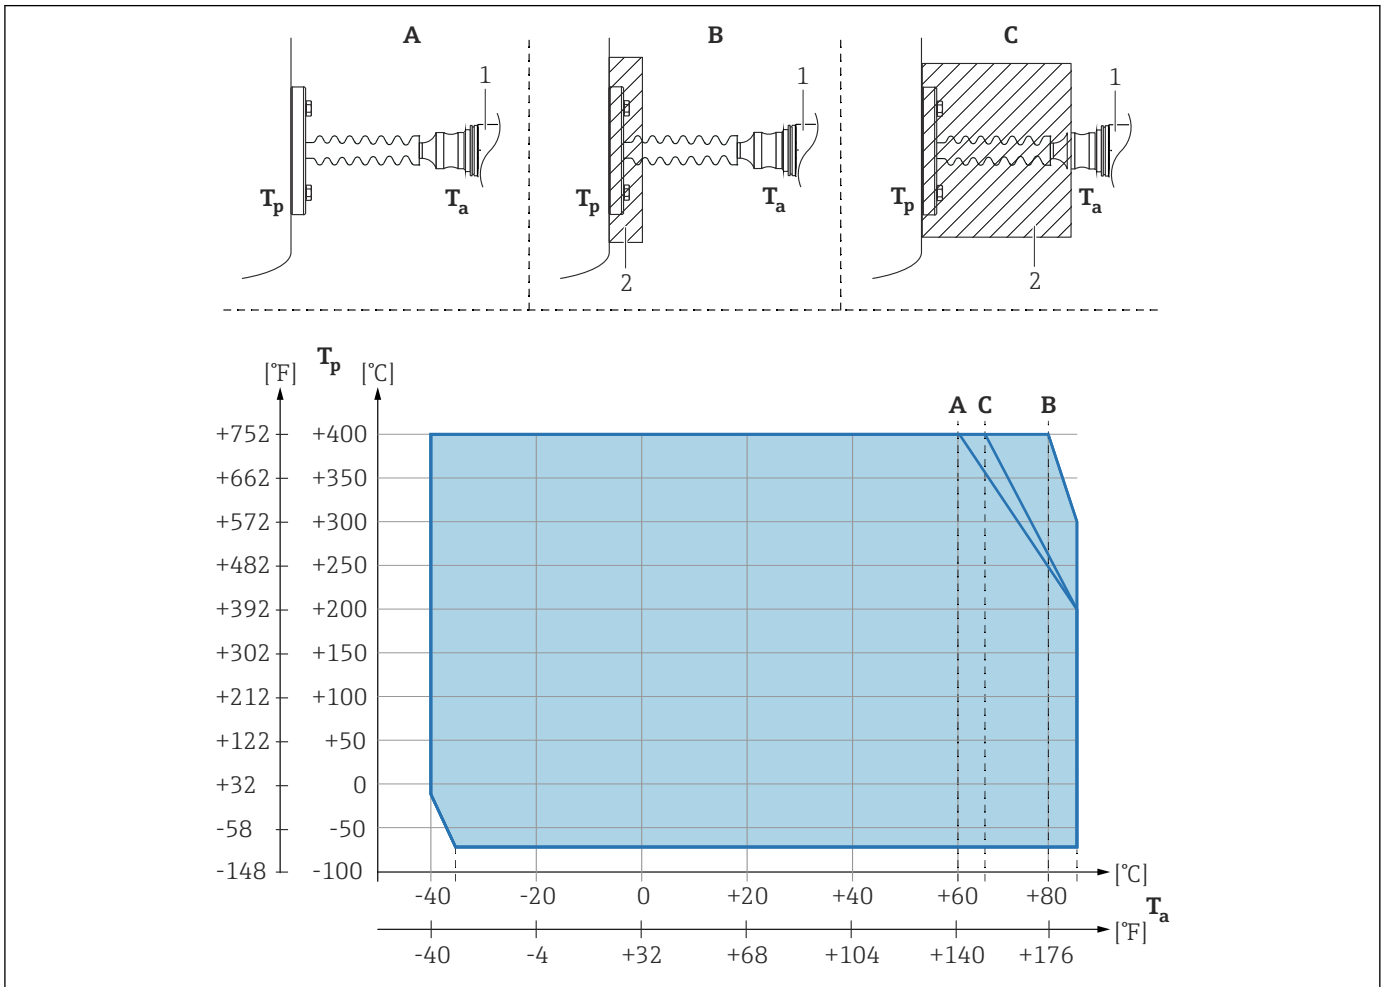 A B C
1 1 1
Tp Ta Tp Ta Tp Ta
2 2
Tp
[°F] [°C]
A C B
+752 +400
+662 +350
+572 +300
+482 +250
+392 +200
+302 +150
+212 +100
+122 +50
+32 0
-58 -50
-148 -100
[°C]
-40 -20 0 +20 +40 +60 +80
Ta
[°F]
-40 -4 +32 +68 +104 +140 +176